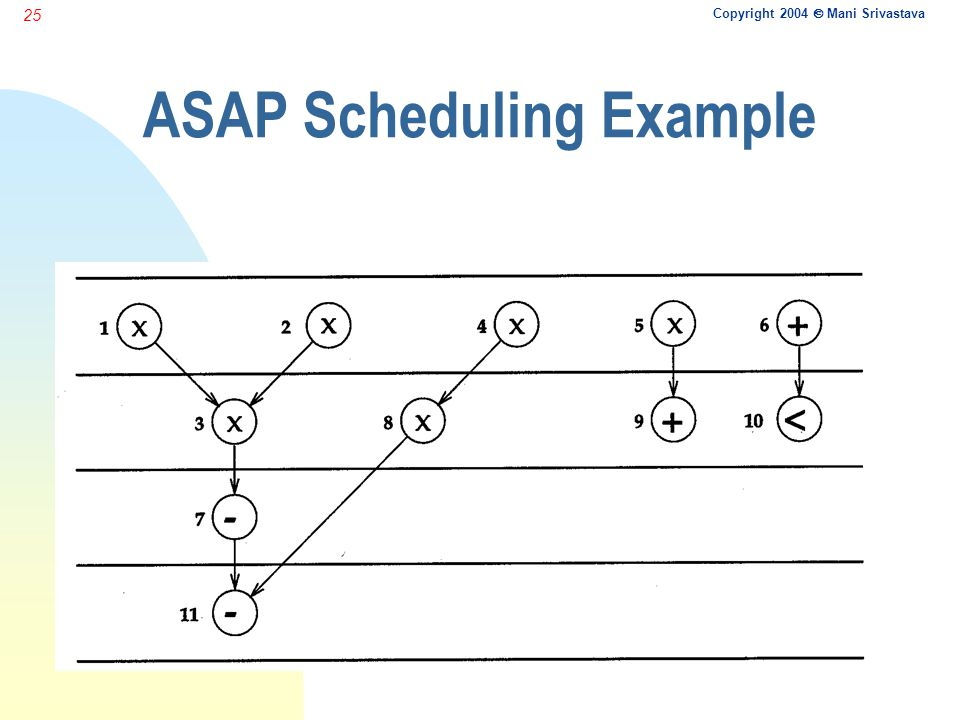 25
Copyright 2004 © Mani Srivastava
ASAP Scheduling Example
1 X 2 X 4 X 5 X 6 +
3 X 8 X 9 + 10 <
7 -
11 -